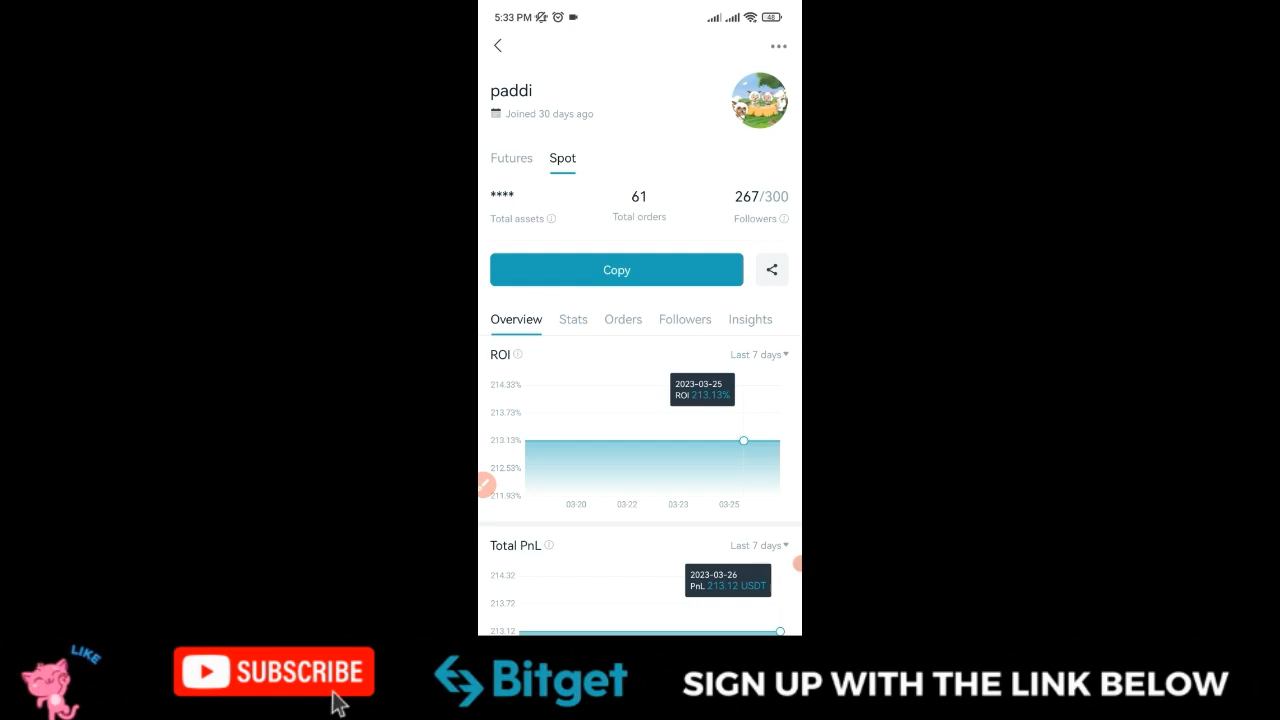 5:33 PM
48
paddi
Joined 30 days ago
Futures Spot
**** 61 267/300
Total assets Total orders Followers
Copy
Overview Stats Orders Followers Insights
ROI Last 7 days
214.33%
2023-03-25
ROI 213.13%
213.73%
213.13%
212.53%
211.93%
03-20 03-22 03-23 03-25
Total PnL Last 7 days
214.32
2023-03-26
PnL 213.12 USDT
213.72
213.12
LIKE
SUBSCRIBE
Bitget
SIGN UP WITH THE LINK BELOW